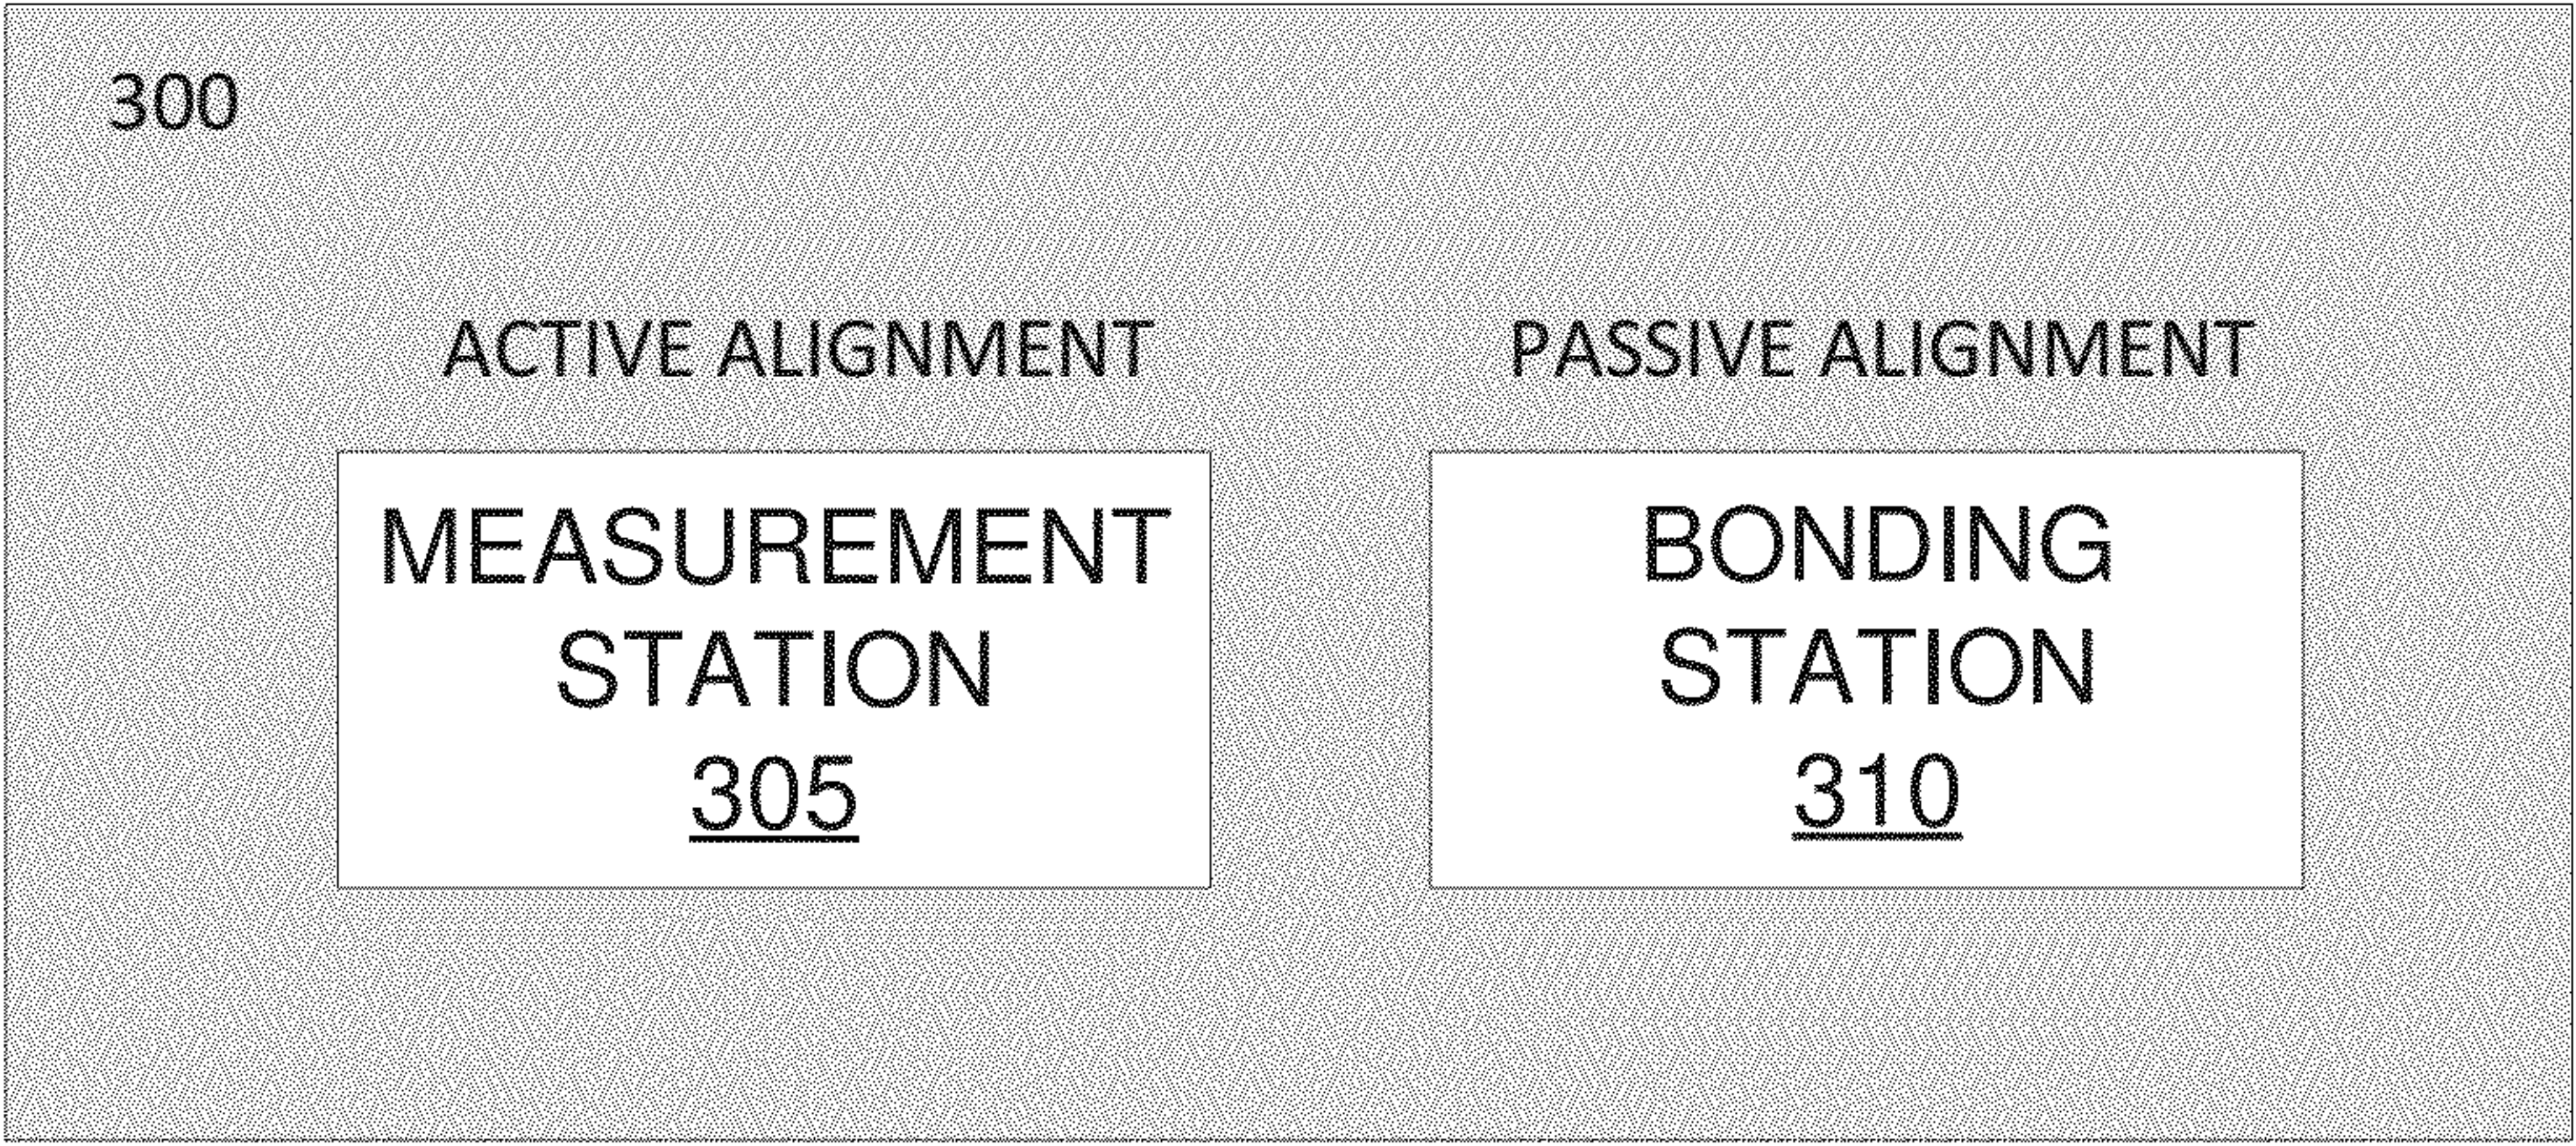 300
ACTIVE ALIGNMENT
PASSIVE ALIGNMENT
MEASUREMENT
STATION
305
BONDING
STATION
310